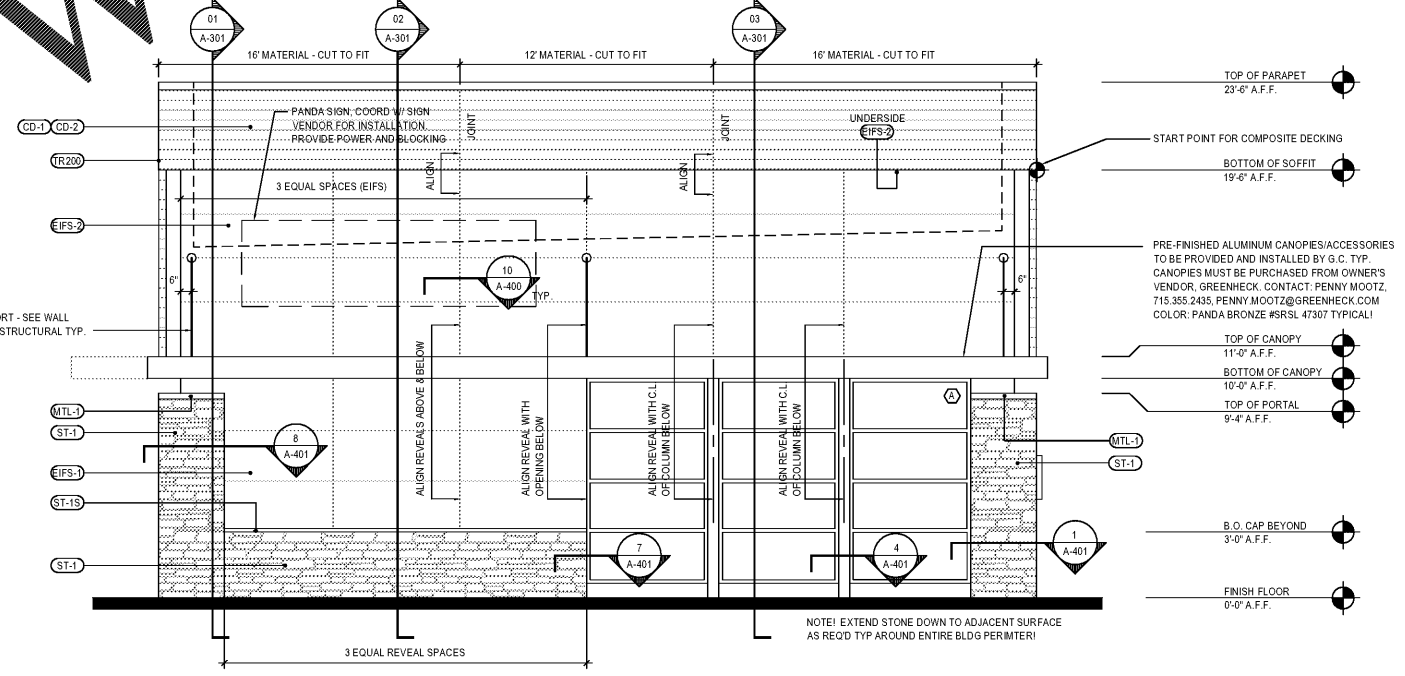 01
A-301
02
A-301
03
A-301
16' MATERIAL - CUT TO FIT
12' MATERIAL - CUT TO FIT
16' MATERIAL - CUT TO FIT
TOP OF PARAPET
23'-6" A.F.F.
CD-1 CD-2
PANDA SIGN, COORD W/ SIGN
VENDOR FOR INSTALLATION.
PROVIDE POWER AND BLOCKING
JOINT
JOINT
UNDERSIDE
EIFS-2
START POINT FOR COMPOSITE DECKING
TR200
ALIGN
ALIGN
BOTTOM OF SOFFIT
19'-6" A.F.F.
3 EQUAL SPACES (EIFS)
EIFS-2
PRE-FINISHED ALUMINUM CANOPIES/ACCESSORIES
TO BE PROVIDED AND INSTALLED BY G.C. TYP.
CANOPIES MUST BE PURCHASED FROM OWNER'S
VENDOR, GREENHECK. CONTACT: PENNY MOOTZ,
715.355.2435, PENNY.MOOTZ@GREENHECK.COM
COLOR: PANDA BRONZE #SRSL 47307 TYPICAL!
6"
10
A-400
TYP.
6"
ORT - SEE WALL
STRUCTURAL TYP.
TOP OF CANOPY
11'-0" A.F.F.
BOTTOM OF CANOPY
10'-0" A.F.F.
TOP OF PORTAL
9'-4" A.F.F.
ALIGN REVEALS ABOVE & BELOW
ALIGN REVEAL WITH
OPENING BELOW
ALIGN REVEAL WITH C.L.
OF COLUMN BELOW
ALIGN REVEAL WITH C.L.
OF COLUMN BELOW
A
MTL-1
ST-1
8
A-401
MTL-1
ST-1
EIFS-1
ST-1S
B.O. CAP BEYOND
3'-0" A.F.F.
7
A-401
4
A-401
1
A-401
ST-1
FINISH FLOOR
0'-0" A.F.F.
NOTE! EXTEND STONE DOWN TO ADJACENT SURFACE
AS REQ'D TYP AROUND ENTIRE BLDG PERIMTER!
3 EQUAL REVEAL SPACES